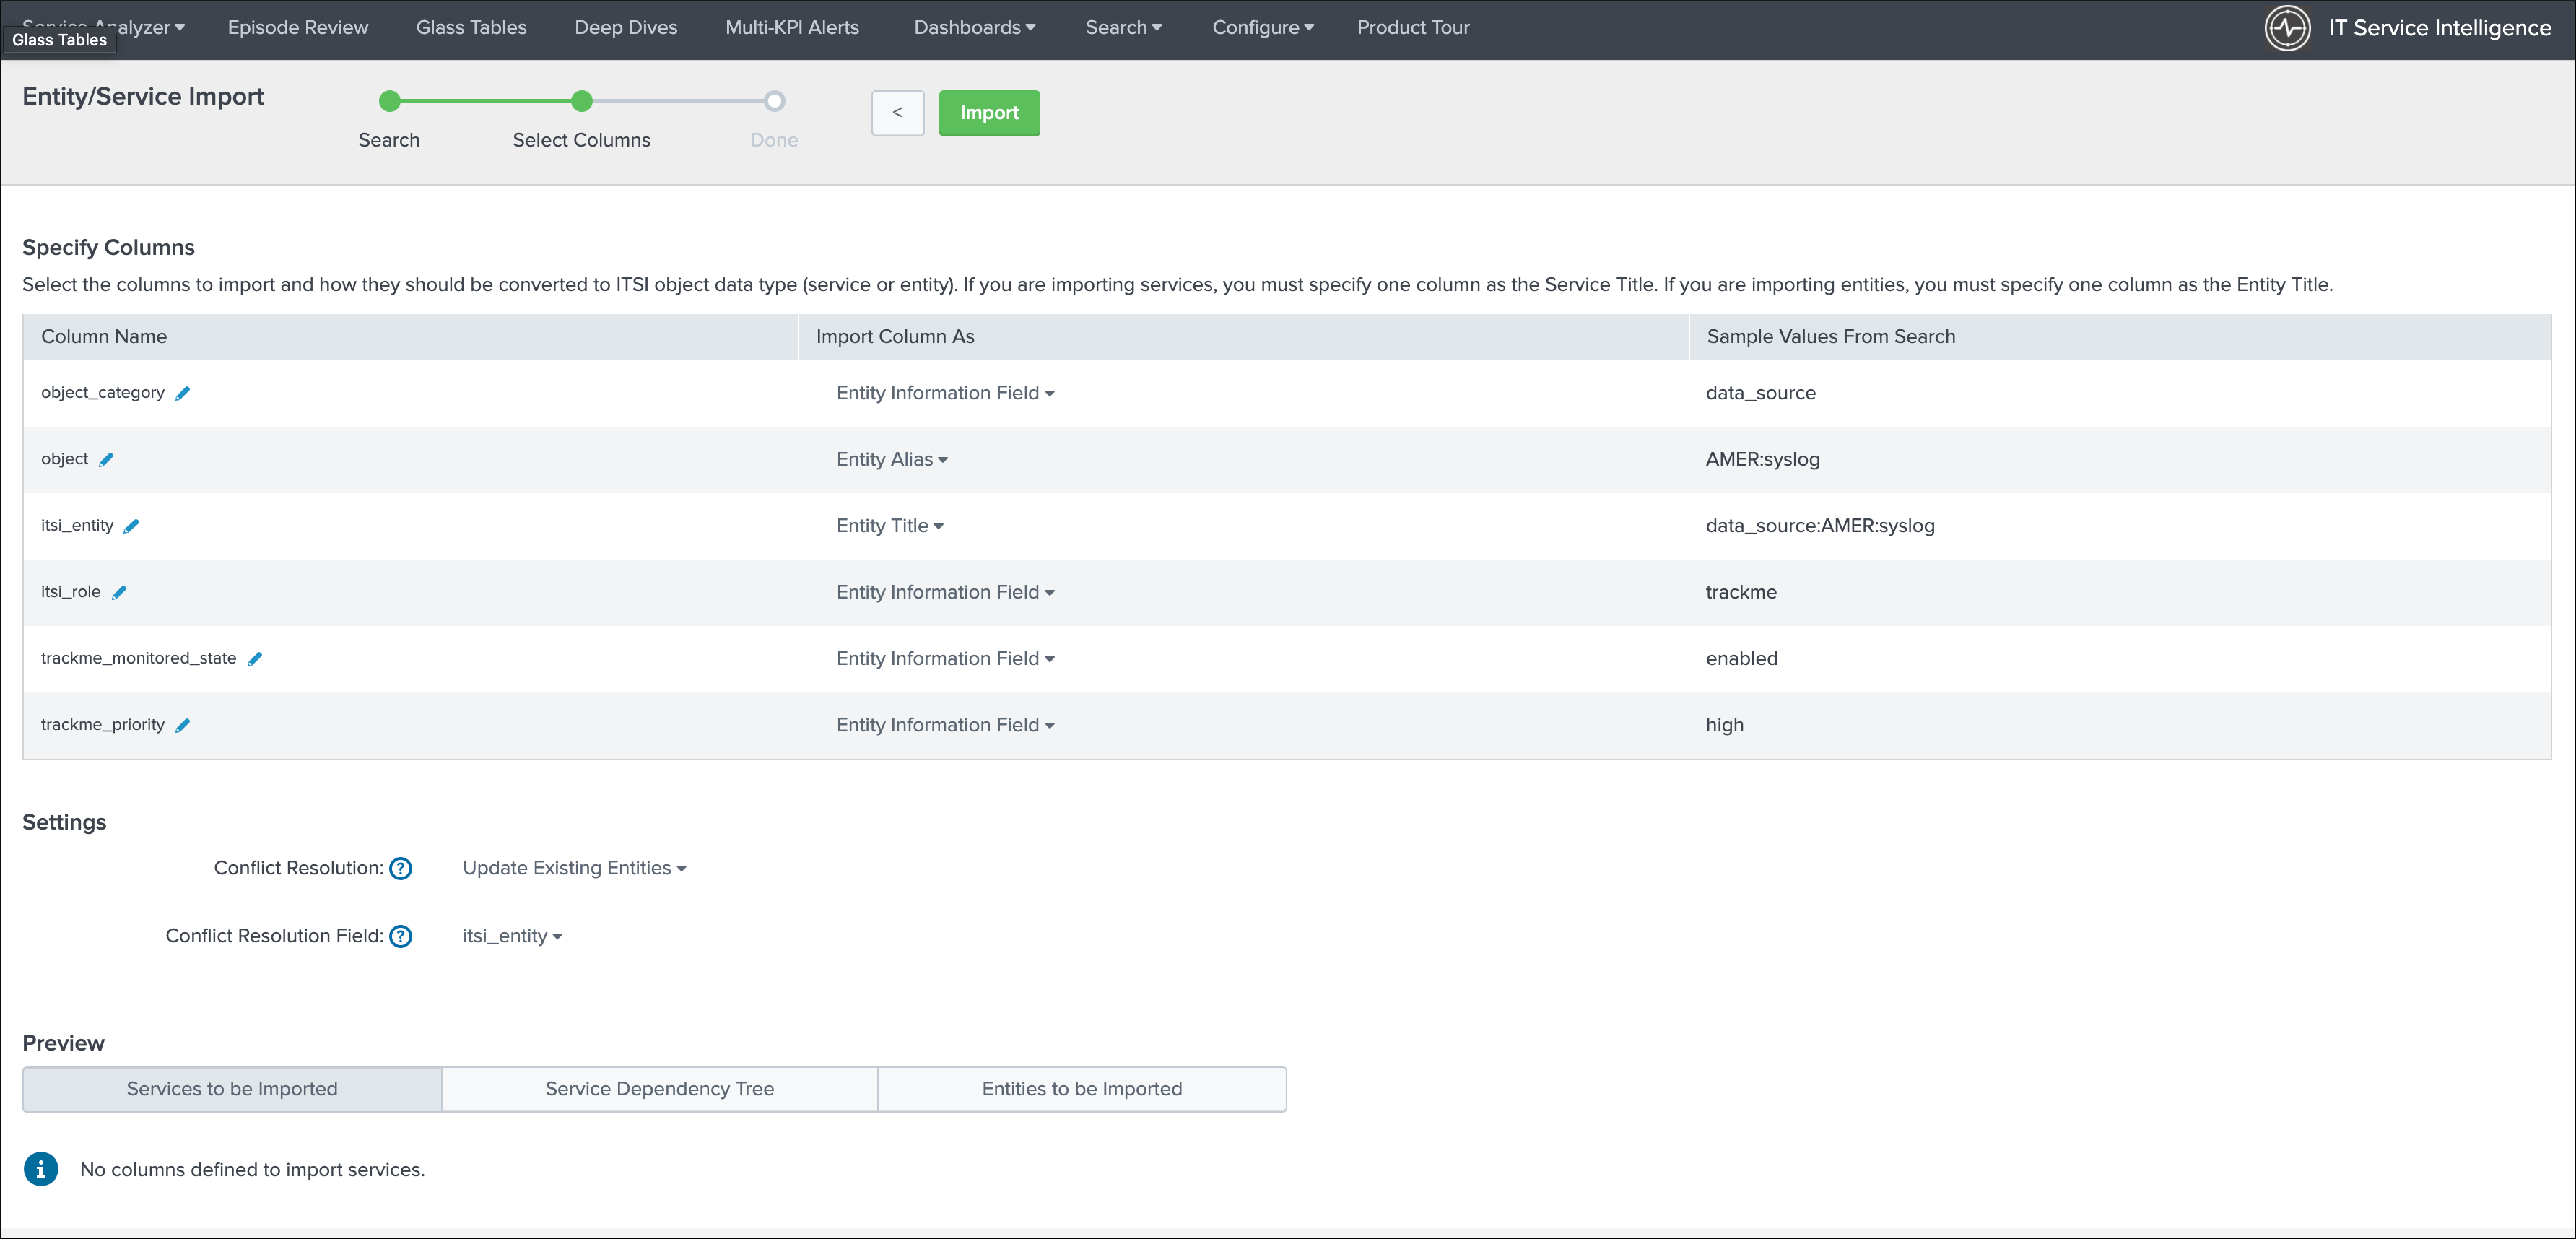 Analyzer Episode Review Glass Tables Deep Dives Multi-KPI Alerts Dashboards Search Configure Product Tour IT Service Intelligence
Glass Tables
Entity/Service Import
Search Select Columns Done
< Import
Specify Columns
Select the columns to import and how they should be converted to ITSI object data type (service or entity). If you are importing services, you must specify one column as the Service Title. If you are importing entities, you must specify one column as the Entity Title.
Column Name Import Column As Sample Values From Search
object_category Entity Information Field data_source
object Entity Alias AMER:syslog
itsi_entity Entity Title data_source:AMER:syslog
itsi_role Entity Information Field trackme
trackme_monitored_state Entity Information Field enabled
trackme_priority Entity Information Field high
Settings
Conflict Resolution: ? Update Existing Entities
Conflict Resolution Field: ? itsi_entity
Preview
Services to be Imported Service Dependency Tree Entities to be Imported
i No columns defined to import services.